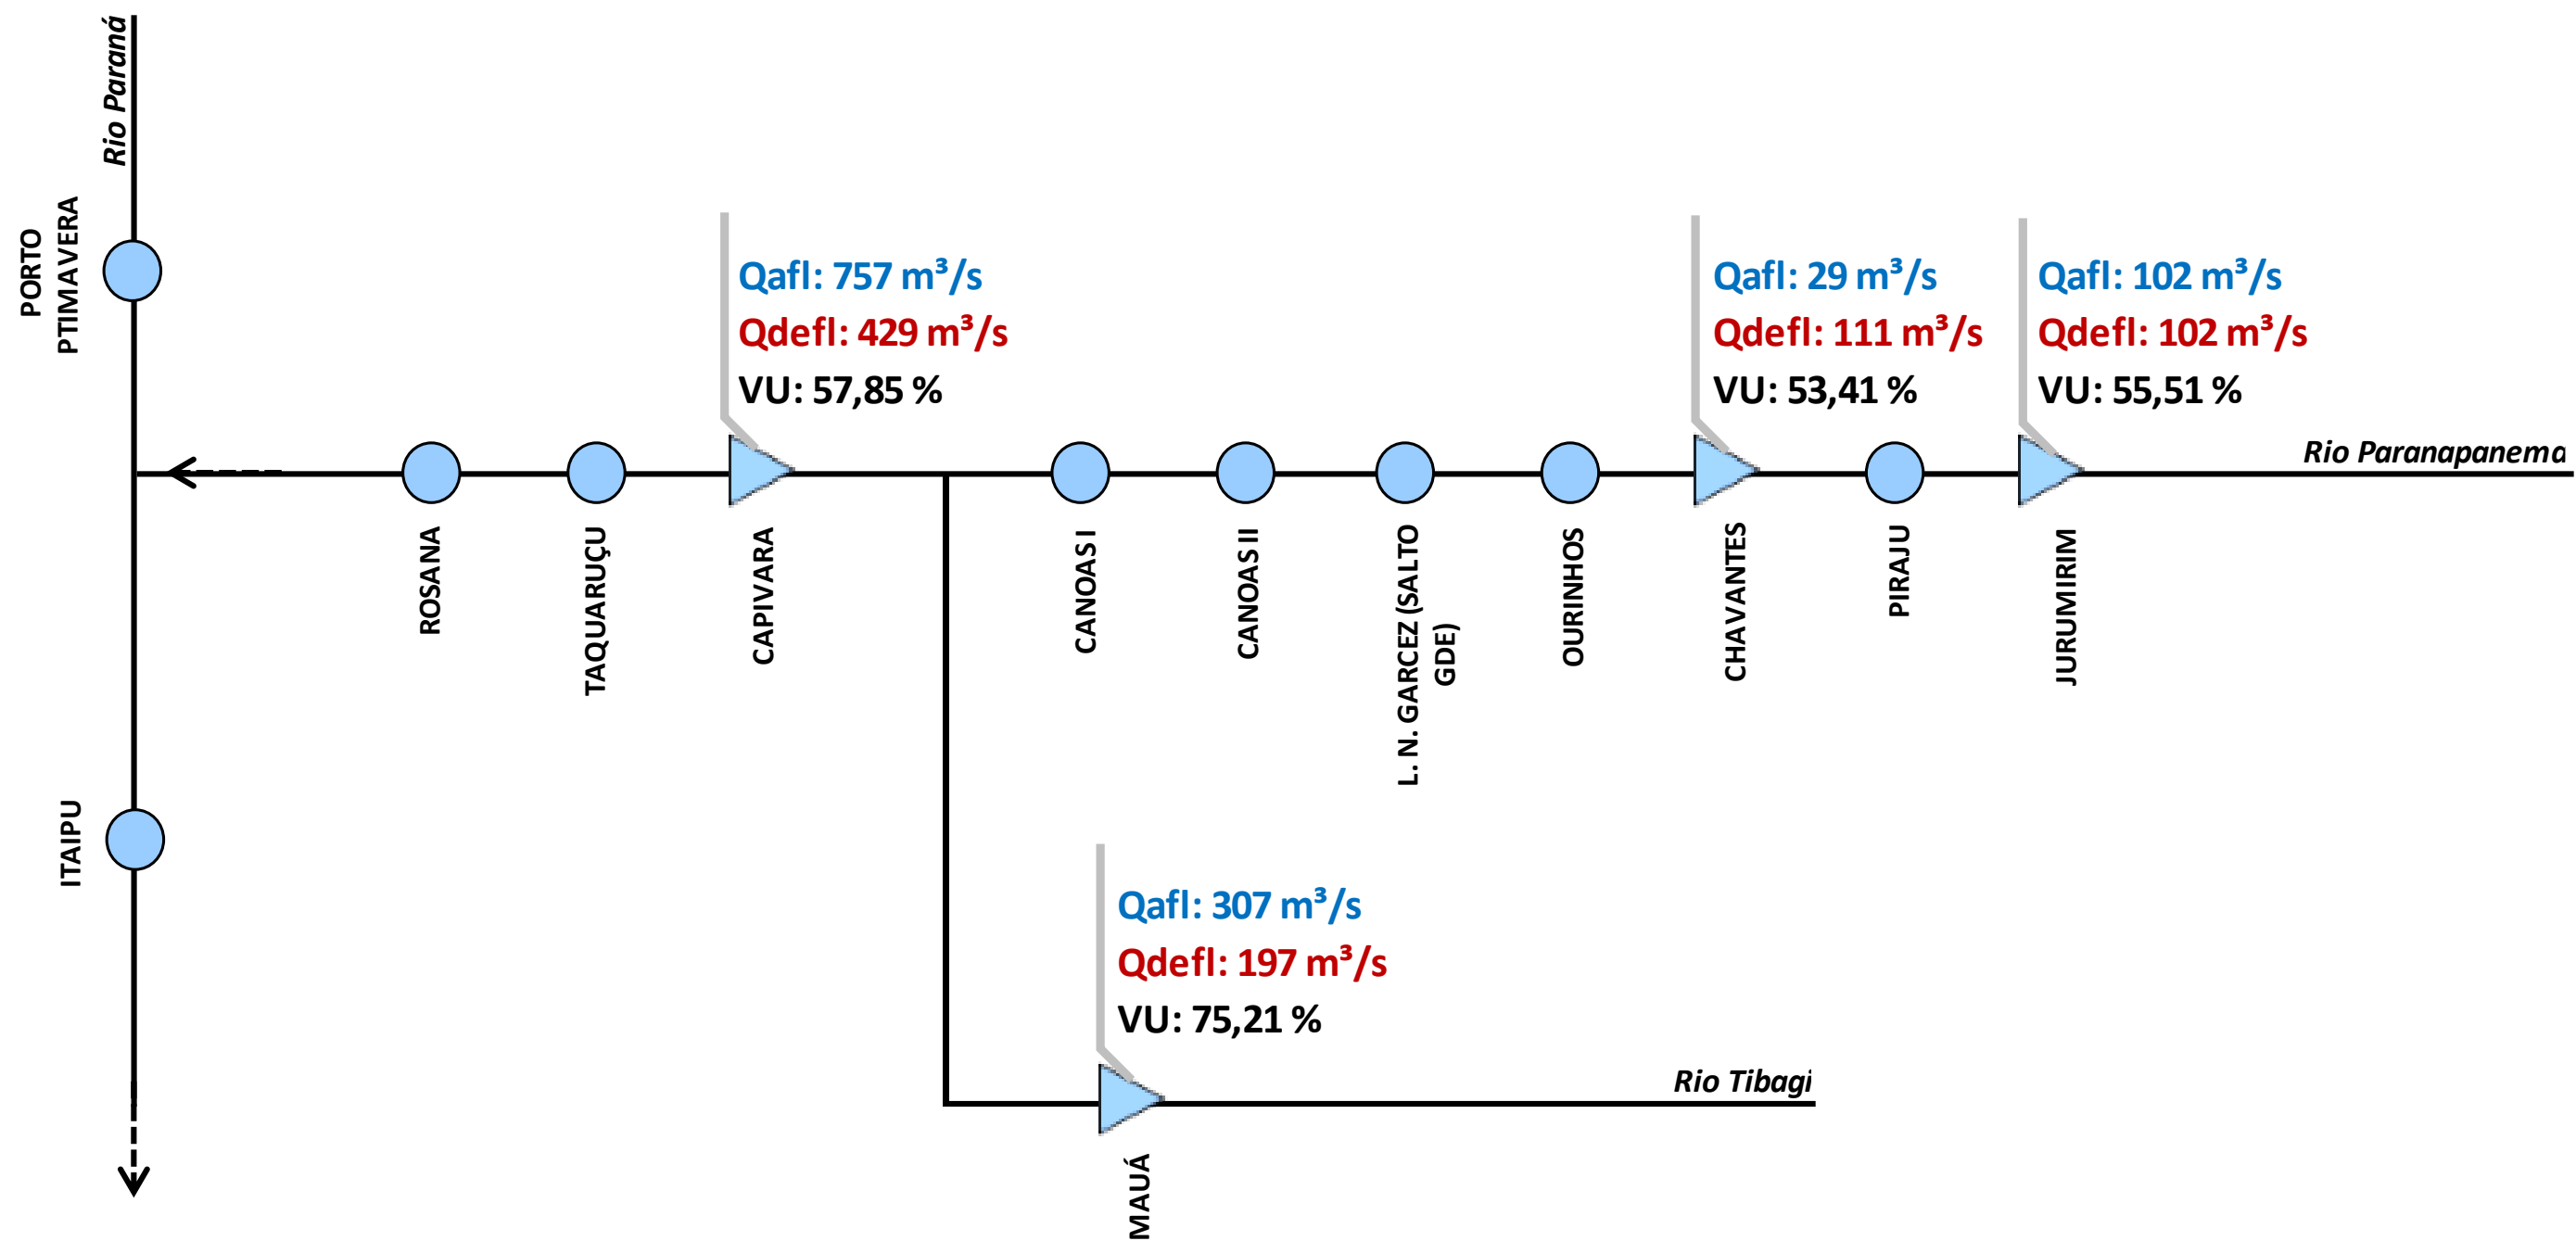 Rio Paraná
PORTO
PTIMAVERA
Qafl: 757 m³/s
Qdefl: 429 m³/s
VU: 57,85 %
Qafl: 29 m³/s
Qdefl: 111 m³/s
VU: 53,41 %
Qafl: 102 m³/s
Qdefl: 102 m³/s
VU: 55,51 %
Rio Paranapanema
ROSANA
TAQUARUÇU
CAPIVARA
CANOAS I
CANOAS II
L. N. GARCEZ (SALTO
GDE)
OURINHOS
CHAVANTES
PIRAJU
JURUMIRIM
ITAIPU
Qafl: 307 m³/s
Qdefl: 197 m³/s
VU: 75,21 %
Rio Tibagi
MAUÁ